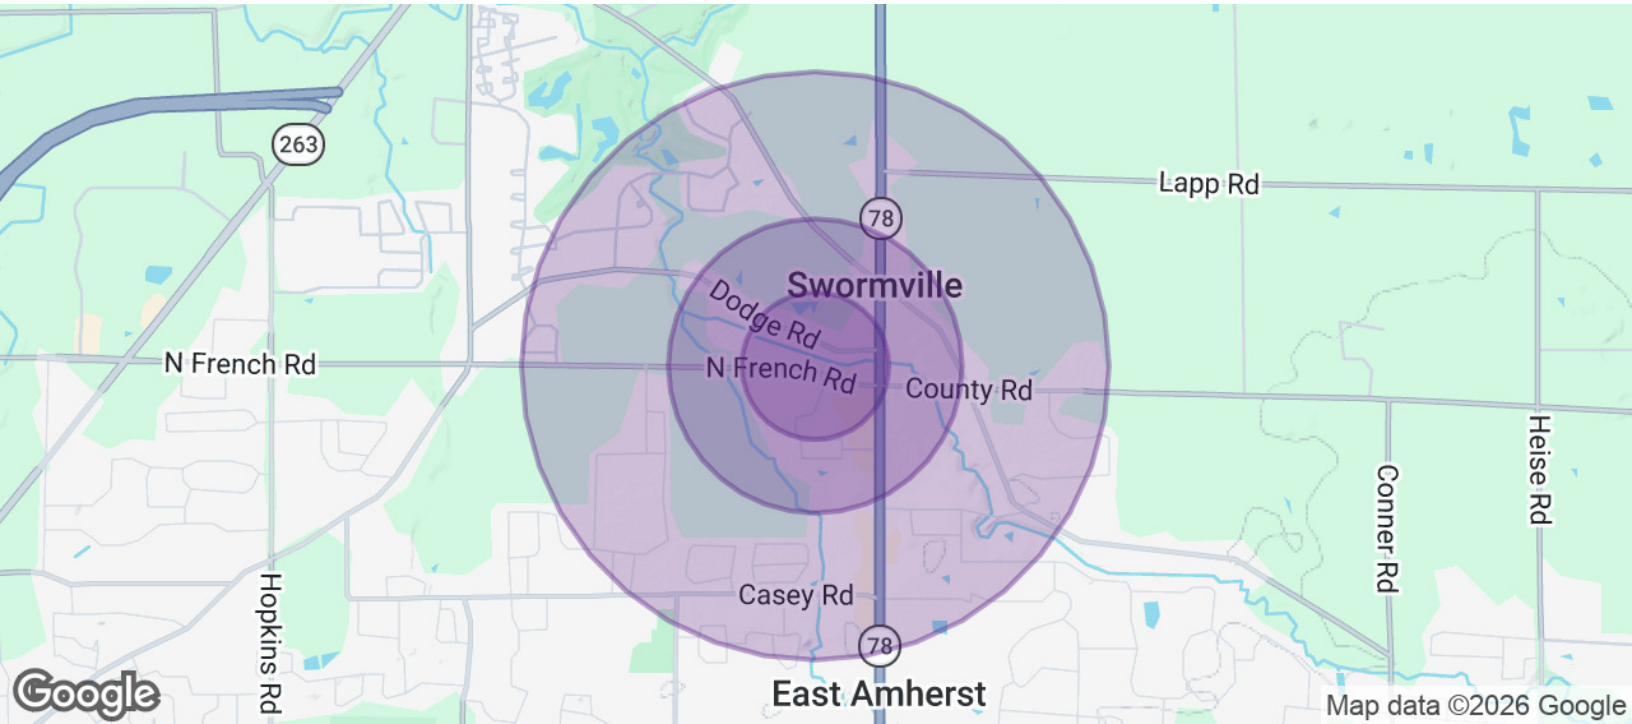 263
Lapp Rd
78
Swormville
Dodge Rd
N French Rd
N French Rd
County Rd
Heise Rd
Conner Rd
Casey Rd
Hopkins Rd
78
East Amherst
Google
Map data ©2026 Google